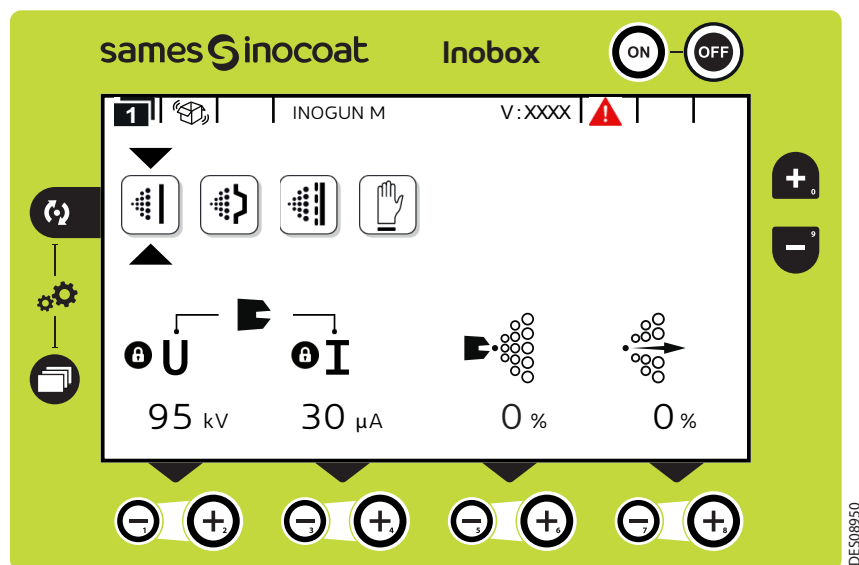 sames inocoat Inobox ON OFF
1 INOGUN M V:XXXX
+ 0
- 9
U I
95 kV 30 µA 0 % 0 %
- 1 + 2 - 3 + 4 - 5 + 6 - 7 + 8
DES08950